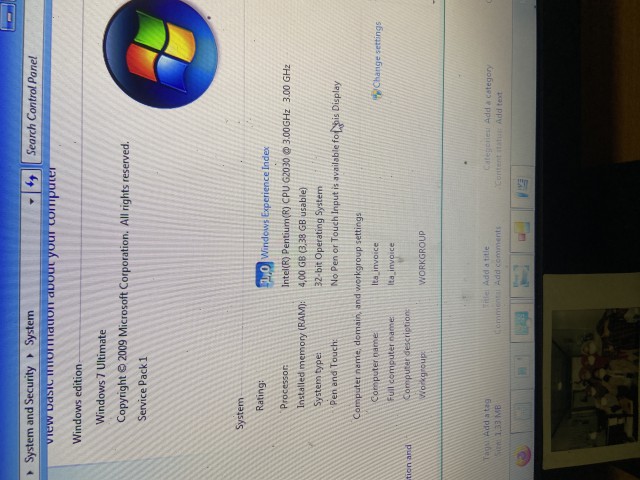 System and Security ▸ System
Search Control Panel
View basic information about your computer
Windows edition
Windows 7 Ultimate
Copyright © 2009 Microsoft Corporation. All rights reserved.
Service Pack 1
System
Rating:
1,0 Windows Experience Index
Processor:
Intel(R) Pentium(R) CPU G2030 @ 3.00GHz 3.00 GHz
Installed memory (RAM):
4,00 GB (3,38 GB usable)
System type:
32-bit Operating System
Pen and Touch:
No Pen or Touch Input is available for this Display
Computer name, domain, and workgroup settings
Computer name:
lta_invoice
Change settings
Full computer name:
lta_invoice
Computer description:
Workgroup:
WORKGROUP
tion and
Tags: Add a tag
Size: 1,33 MB
Title: Add a title
Comments: Add comments
Categories: Add a category
Content status: Add text